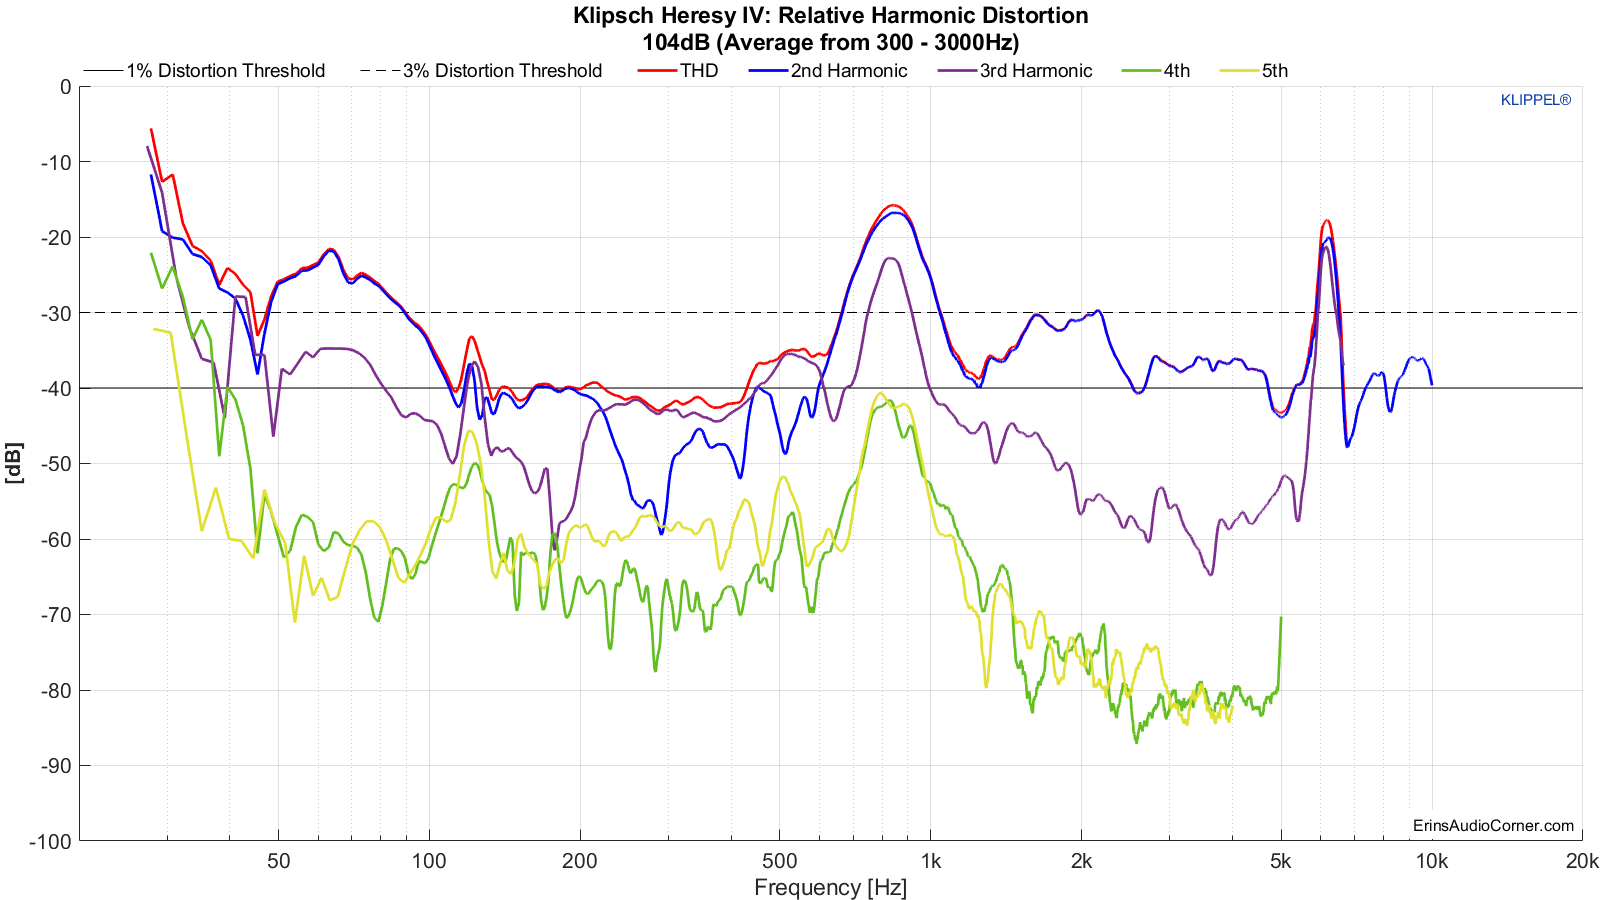 Klipsch Heresy IV: Relative Harmonic Distortion
104dB (Average from 300 - 3000Hz)
1% Distortion Threshold 3% Distortion Threshold THD 2nd Harmonic 3rd Harmonic 4th 5th
KLIPPEL®
0
-10
-20
-30
-40
-50
-60
-70
-80
-90
-100
[dB]
ErinsAudioCorner.com
50 100 200 500 1k 2k 5k 10k 20k
Frequency [Hz]